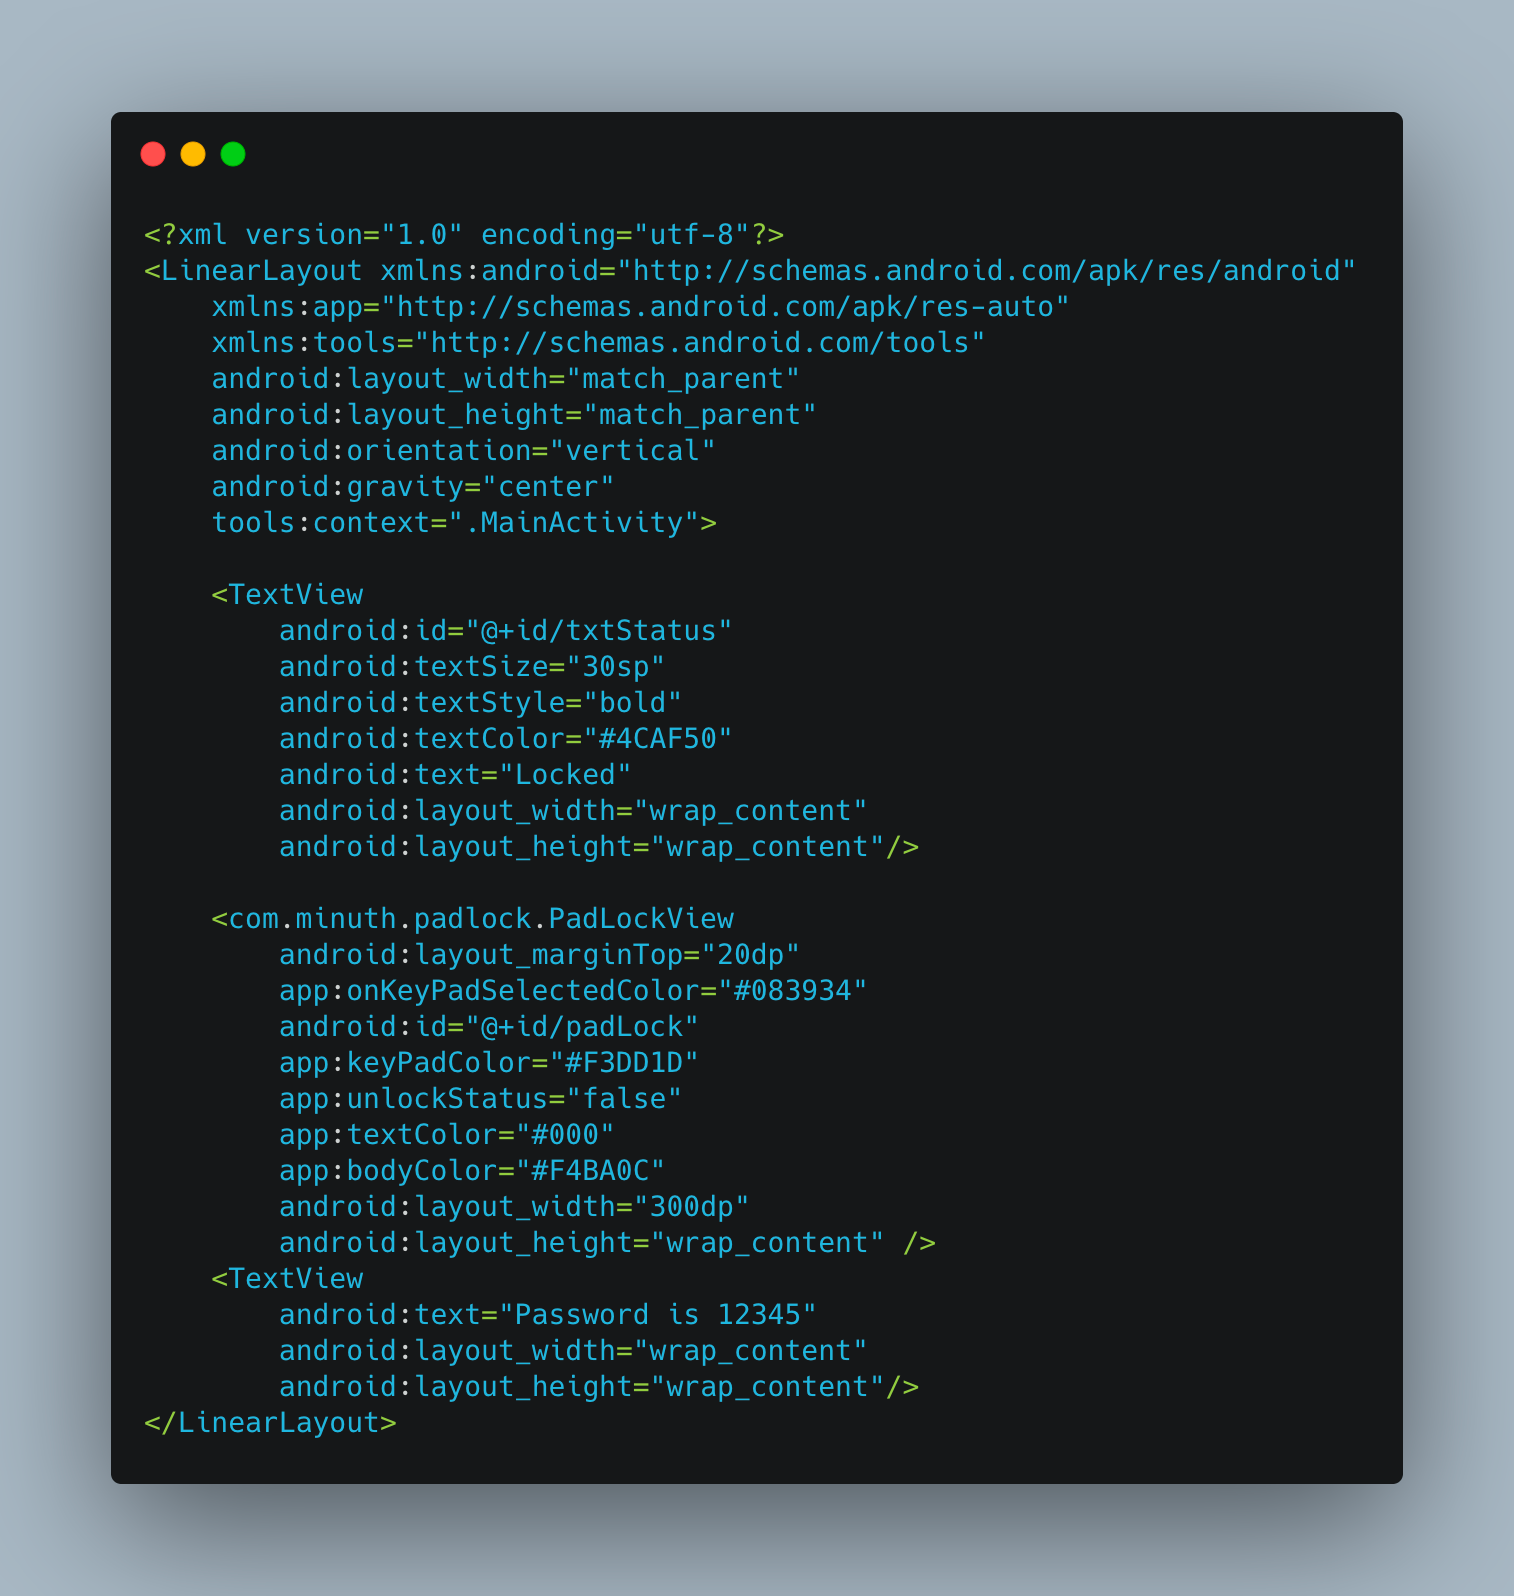 <?xml version="1.0" encoding="utf-8"?>
<LinearLayout xmlns:android="http://schemas.android.com/apk/res/android"
    xmlns:app="http://schemas.android.com/apk/res-auto"
    xmlns:tools="http://schemas.android.com/tools"
    android:layout_width="match_parent"
    android:layout_height="match_parent"
    android:orientation="vertical"
    android:gravity="center"
    tools:context=".MainActivity">

    <TextView
        android:id="@+id/txtStatus"
        android:textSize="30sp"
        android:textStyle="bold"
        android:textColor="#4CAF50"
        android:text="Locked"
        android:layout_width="wrap_content"
        android:layout_height="wrap_content"/>

    <com.minuth.padlock.PadLockView
        android:layout_marginTop="20dp"
        app:onKeyPadSelectedColor="#083934"
        android:id="@+id/padLock"
        app:keyPadColor="#F3DD1D"
        app:unlockStatus="false"
        app:textColor="#000"
        app:bodyColor="#F4BA0C"
        android:layout_width="300dp"
        android:layout_height="wrap_content" />
    <TextView
        android:text="Password is 12345"
        android:layout_width="wrap_content"
        android:layout_height="wrap_content"/>
</LinearLayout>